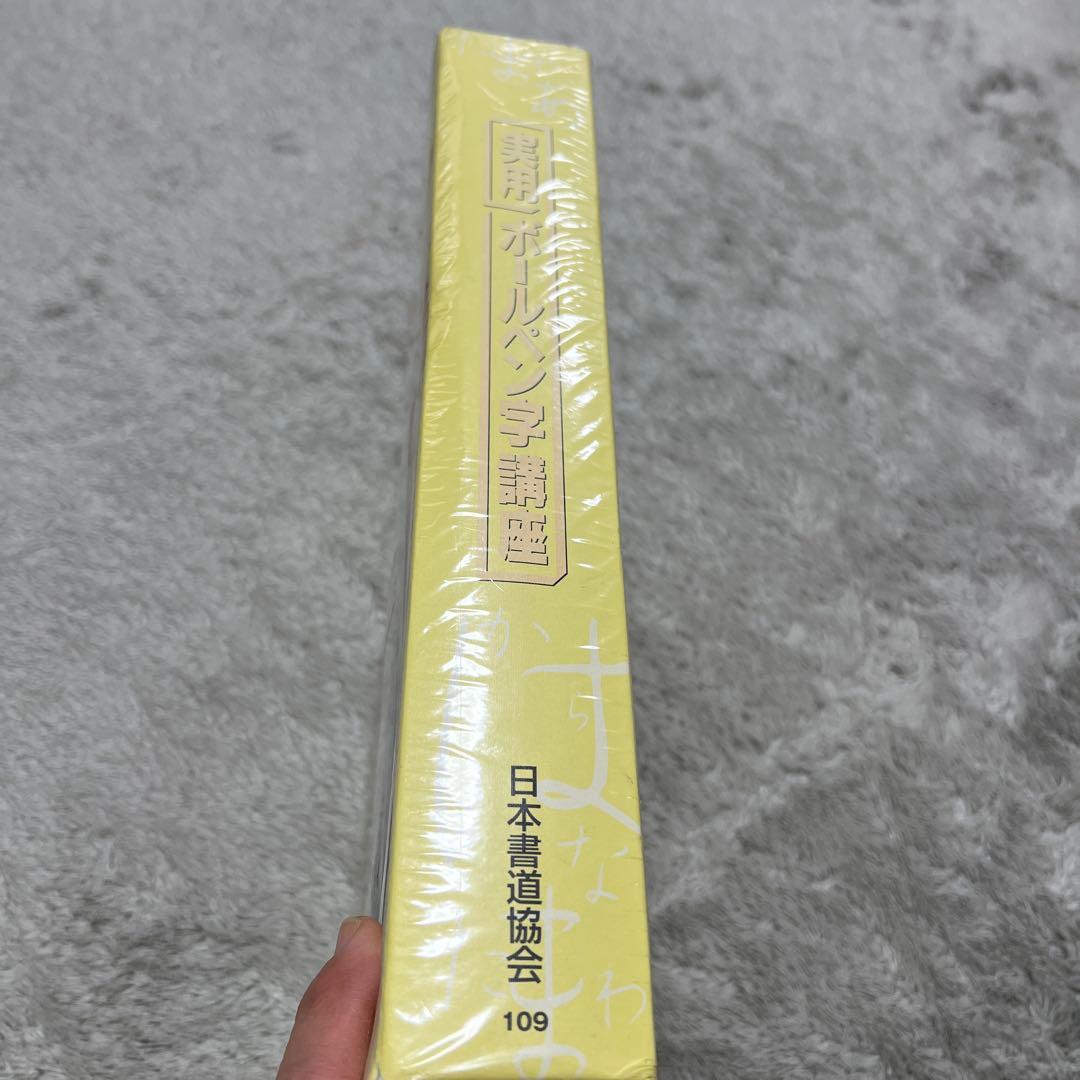 実用
ボールペン字講座
日本書道協会
109